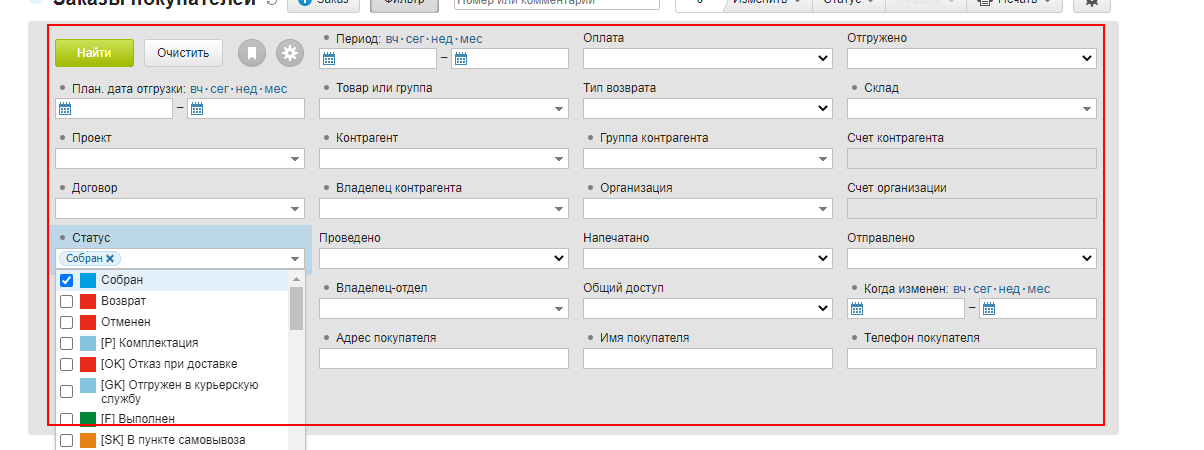 Заказы покупателей Заказ Фильтр Номер или комментарий 0 Изменить Статус Создать Печать
Найти Очистить Период: вч·сег·нед·мес Оплата Отгружено
–
План. дата отгрузки: вч·сег·нед·мес Товар или группа Тип возврата Склад
–
Проект Контрагент Группа контрагента Счет контрагента
Договор Владелец контрагента Организация Счет организации
Статус Проведено Напечатано Отправлено
Собран
Собран
Владелец-отдел Общий доступ Когда изменен: вч·сег·нед·мес
–
Возврат
Отменен
Адрес покупателя Имя покупателя Телефон покупателя
[P] Комплектация
[OK] Отказ при доставке
[GK] Отгружен в курьерскую
службу
[F] Выполнен
[SK] В пункте самовывоза